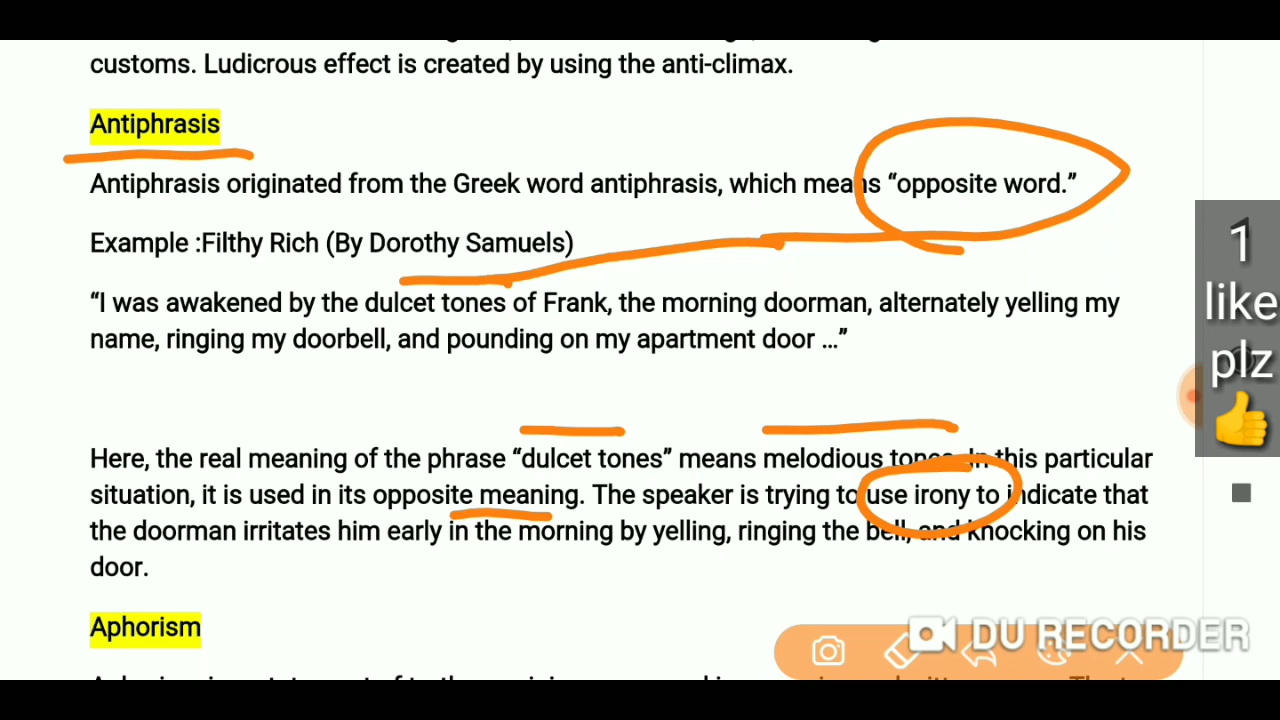 customs. Ludicrous effect is created by using the anti-climax.
Antiphrasis
Antiphrasis originated from the Greek word antiphrasis, which means “opposite word.”
Example :Filthy Rich (By Dorothy Samuels)
“I was awakened by the dulcet tones of Frank, the morning doorman, alternately yelling my
name, ringing my doorbell, and pounding on my apartment door …”
Here, the real meaning of the phrase “dulcet tones” means melodious tones. In this particular
situation, it is used in its opposite meaning. The speaker is trying to use irony to indicate that
the doorman irritates him early in the morning by yelling, ringing the bell, and knocking on his
door.
Aphorism
1
like
plz
DU RECORDER